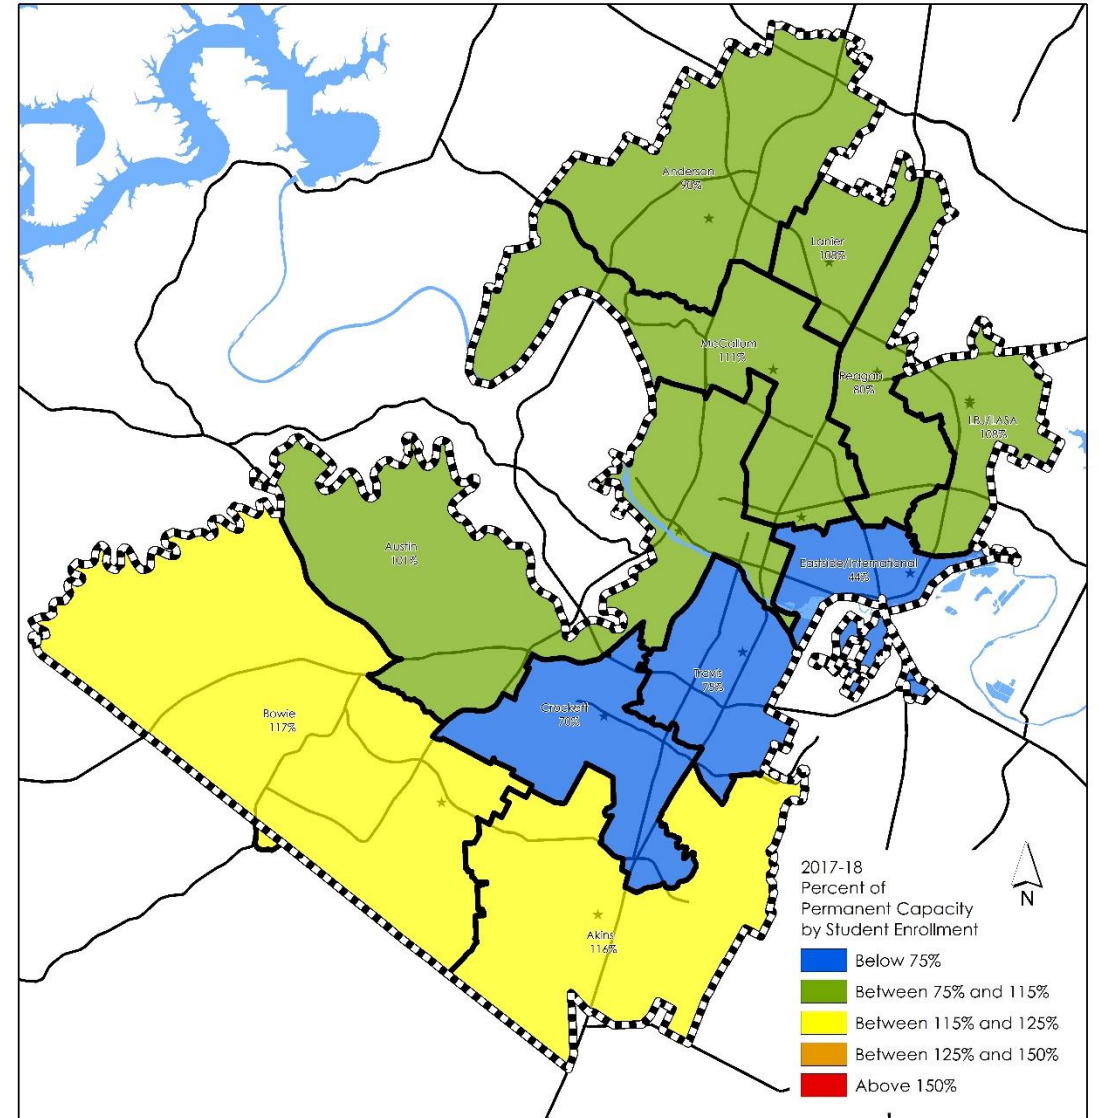 Anderson
90%
Lanier
108%
McCallum
111%
Reagan
80%
LBJ/LASA
108%
Austin
101%
Eastside/International
44%
Travis
75%
Crockett
70%
Bowie
117%
Akins
116%
N
2017-18
Percent of
Permanent Capacity
by Student Enrollment
Below 75%
Between 75% and 115%
Between 115% and 125%
Between 125% and 150%
Above 150%